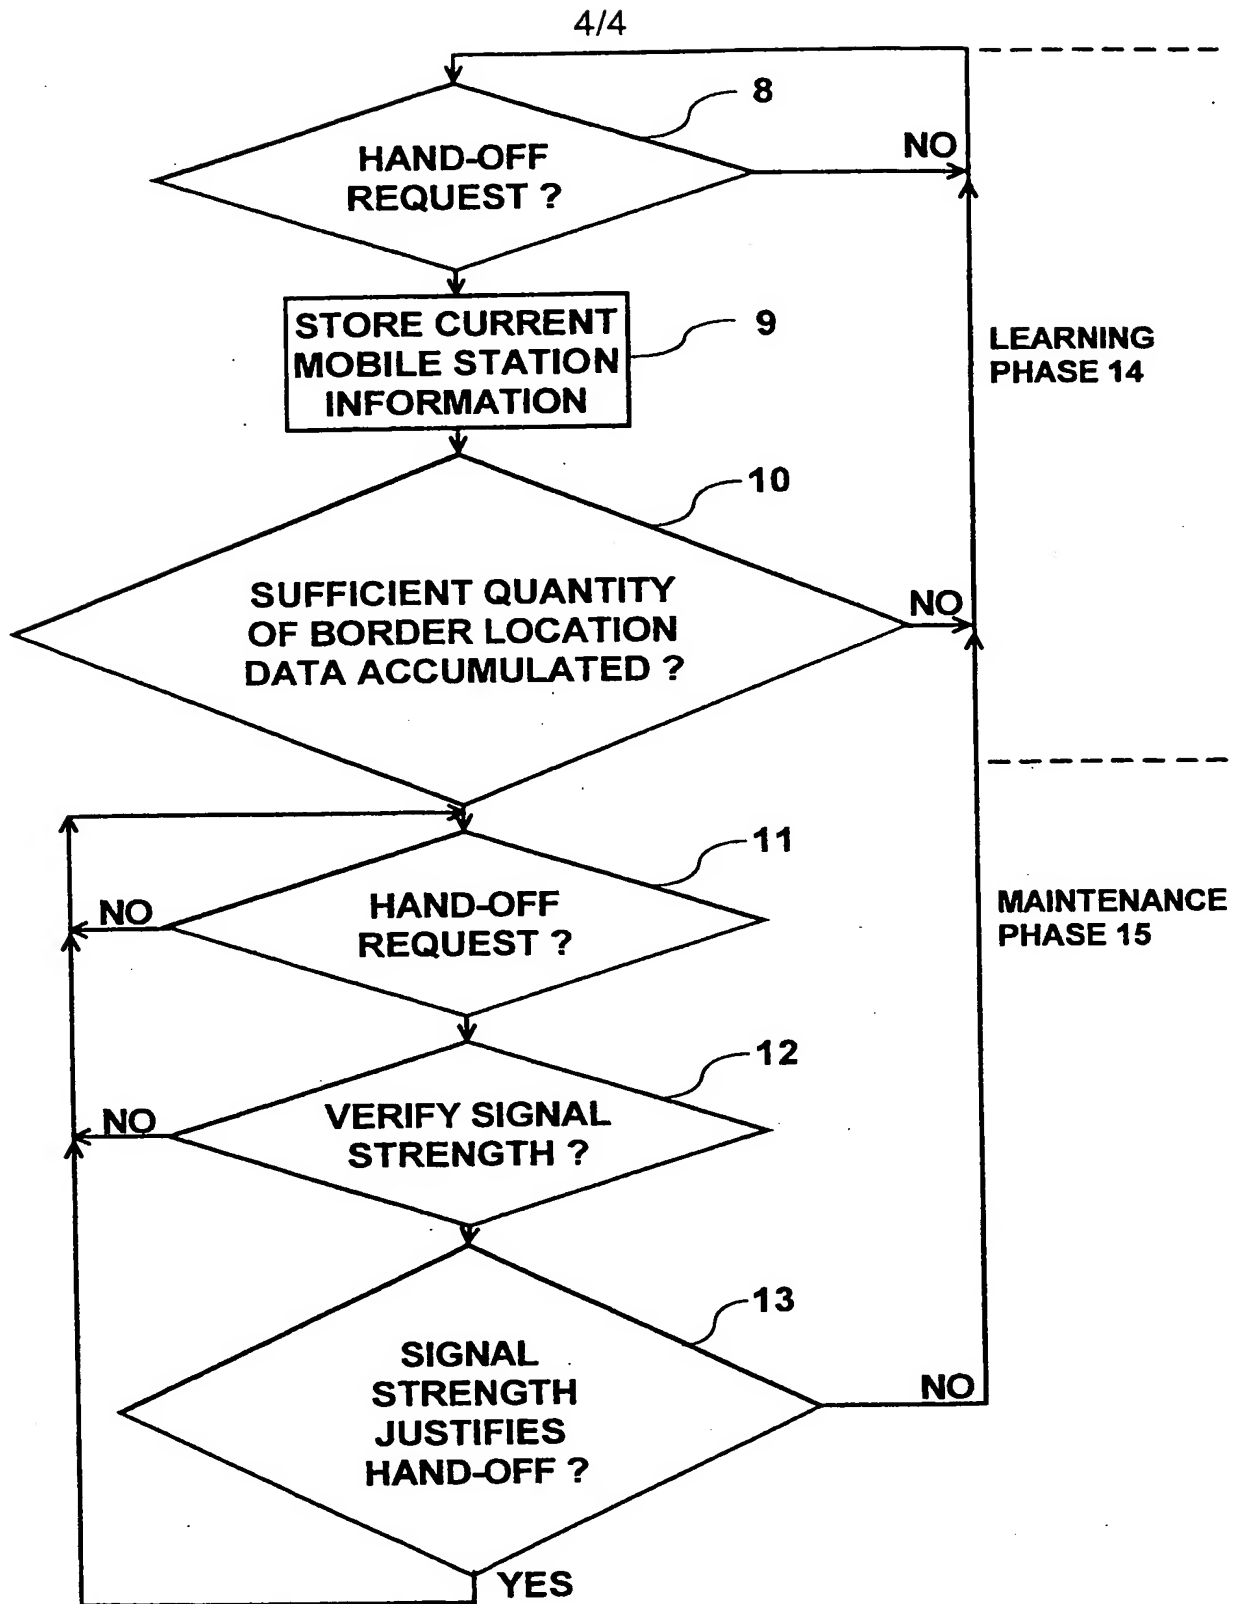 4/4
8
HAND-OFF
REQUEST ?
NO
STORE CURRENT
MOBILE STATION
INFORMATION
9
LEARNING
PHASE 14
10
SUFFICIENT QUANTITY
OF BORDER LOCATION
DATA ACCUMULATED ?
NO
11
HAND-OFF
REQUEST ?
NO
MAINTENANCE
PHASE 15
12
VERIFY SIGNAL
STRENGTH ?
NO
13
SIGNAL
STRENGTH
JUSTIFIES
HAND-OFF ?
NO
YES